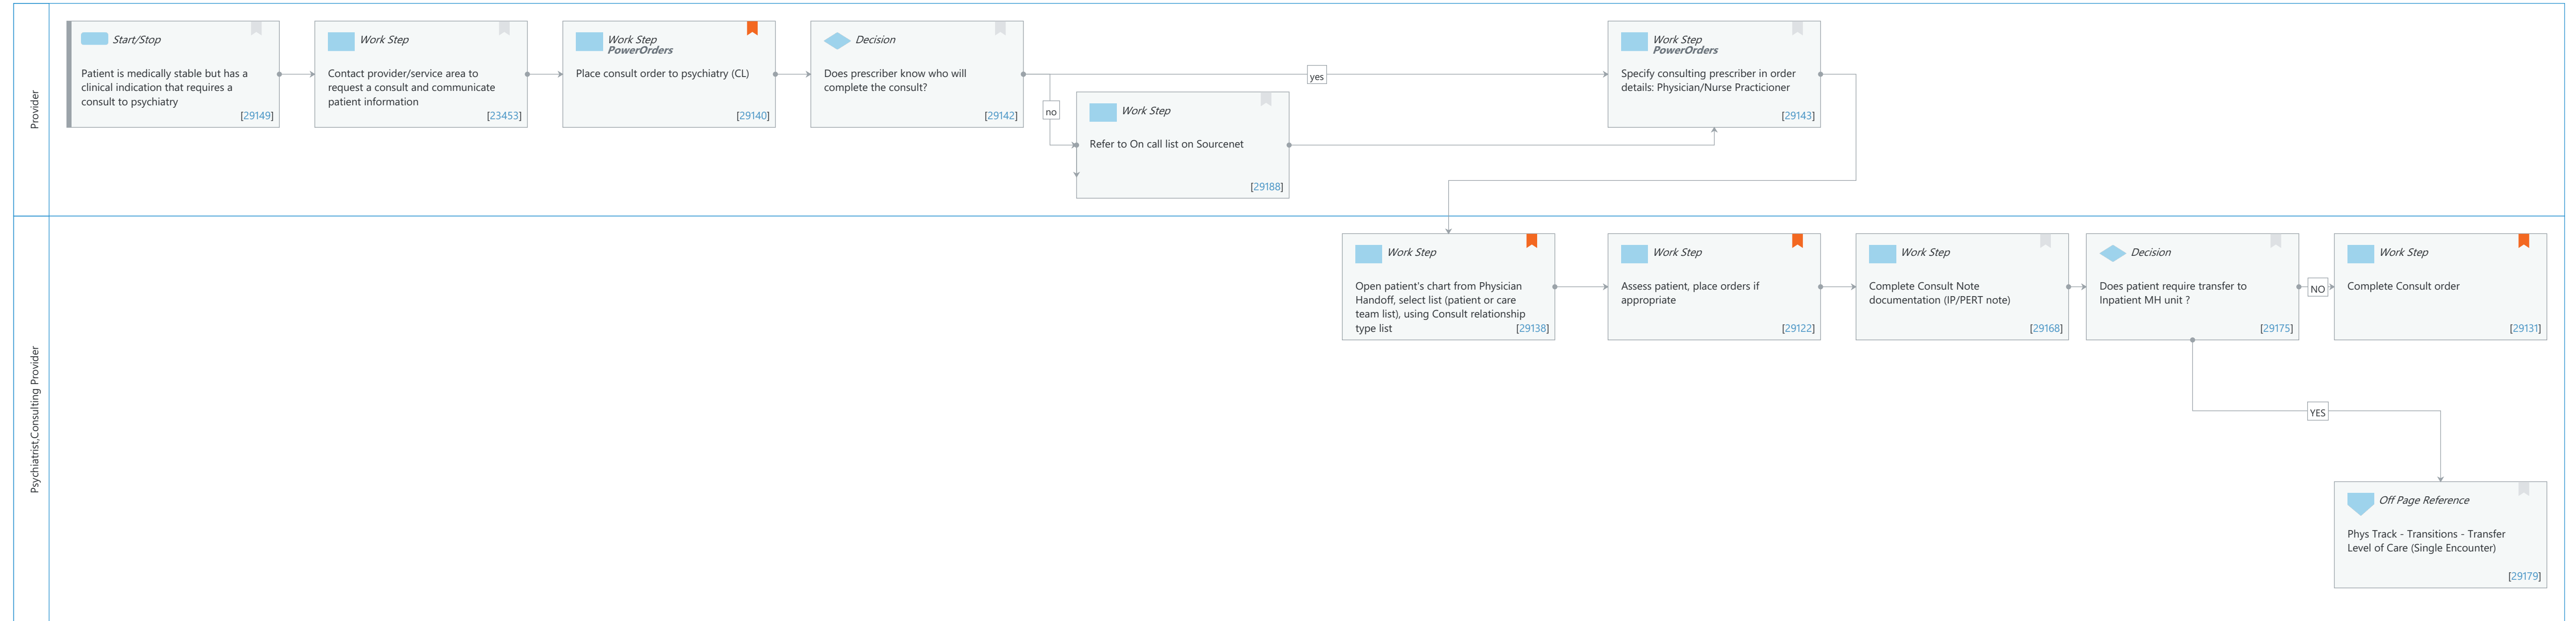 Provider
Start/Stop
Patient is medically stable but has a
clinical indication that requires a
consult to psychiatry
[29149]
Work Step
Contact provider/service area to
request a consult and communicate
patient information
[23453]
Work Step
PowerOrders
Place consult order to psychiatry (CL)
[29140]
Decision
Does prescriber know who will
complete the consult?
[29142]
yes
no
Work Step
Refer to On call list on Sourcenet
[29188]
Work Step
PowerOrders
Specify consulting prescriber in order
details: Physician/Nurse Practicioner
[29143]
Psychiatrist,Consulting Provider
Work Step
Open patient's chart from Physician
Handoff, select list (patient or care
team list), using Consult relationship
type list
[29138]
Work Step
Assess patient, place orders if
appropriate
[29122]
Work Step
Complete Consult Note
documentation (IP/PERT note)
[29168]
Decision
Does patient require transfer to
Inpatient MH unit ?
[29175]
NO
Work Step
Complete Consult order
[29131]
YES
Off Page Reference
Phys Track - Transitions - Transfer
Level of Care (Single Encounter)
[29179]